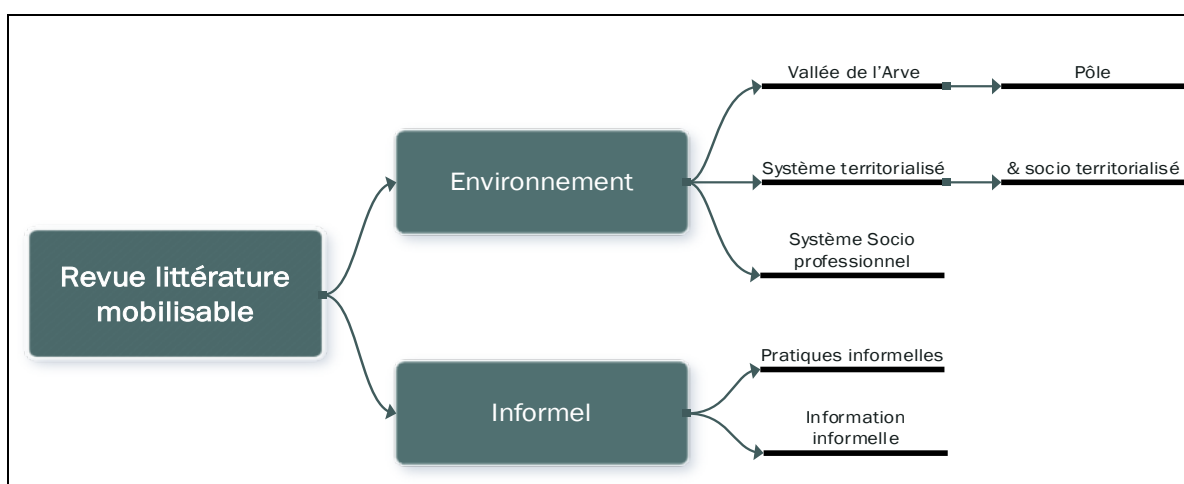 Revue littérature
mobilisable
Environnement
Vallée de l'Arve
Pôle
Système territorialisé
& socio territorialisé
Système Socio
professionnel
Informel
Pratiques informelles
Information
informelle